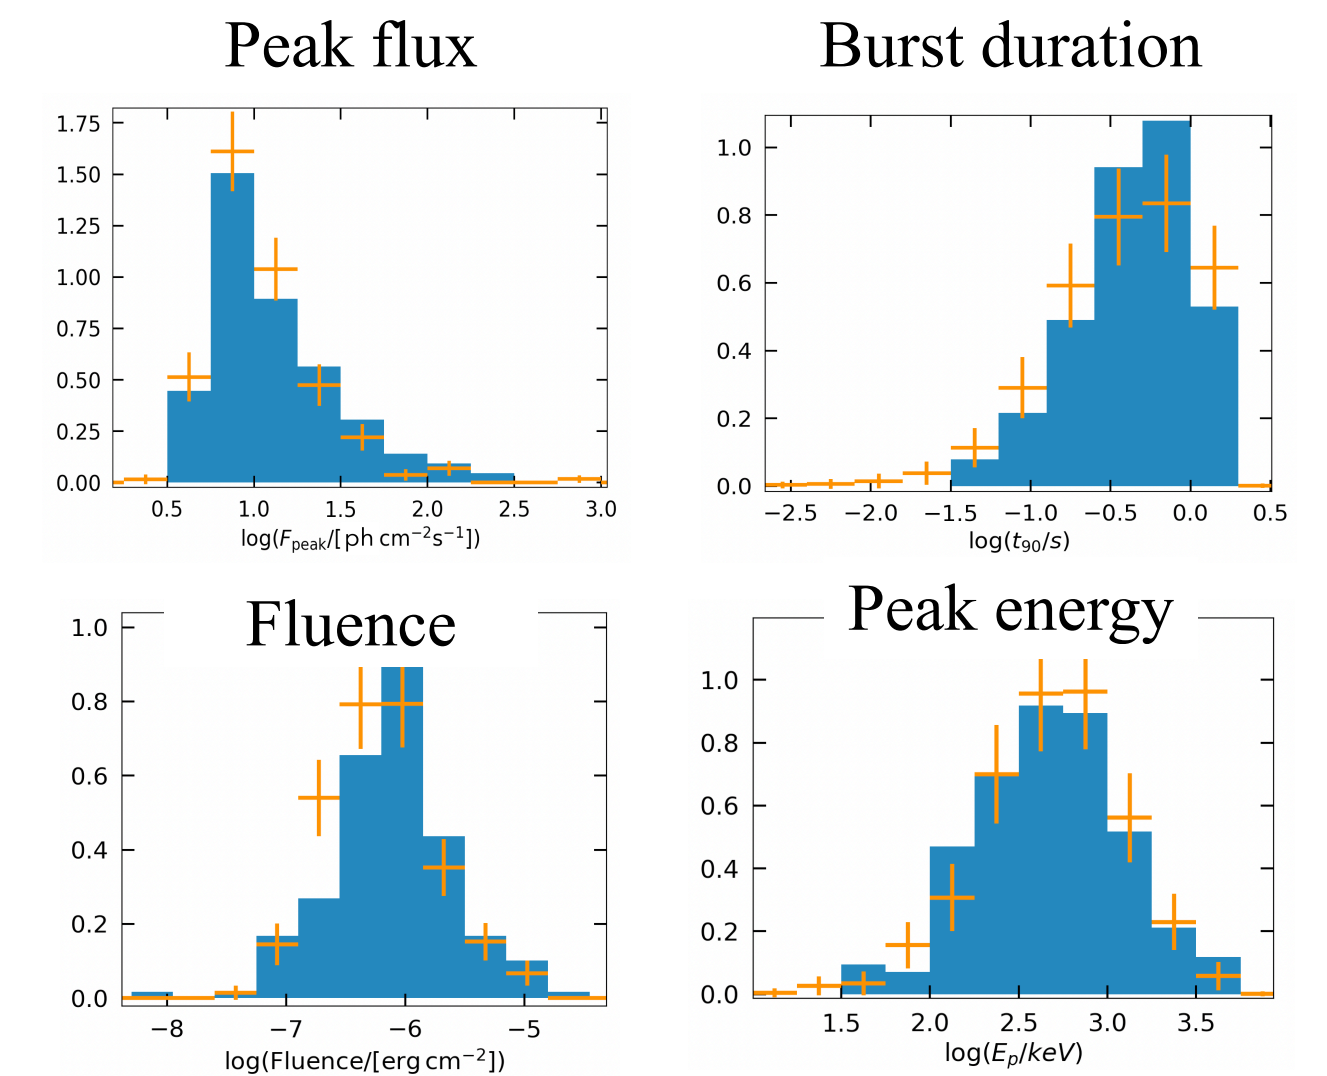 Peak flux
1.75
1.50
1.25
1.00
0.75
0.50
0.25
0.00
0.5 1.0 1.5 2.0 2.5 3.0
log(F_peak/[ph cm⁻²s⁻¹])
Burst duration
1.0
0.8
0.6
0.4
0.2
0.0
−2.5 −2.0 −1.5 −1.0 −0.5 0.0 0.5
log(t₉₀/s)
Fluence
1.0
0.8
0.6
0.4
0.2
0.0
−8 −7 −6 −5
log(Fluence/[erg cm⁻²])
Peak energy
1.0
0.8
0.6
0.4
0.2
0.0
1.5 2.0 2.5 3.0 3.5
log(E_p/keV)